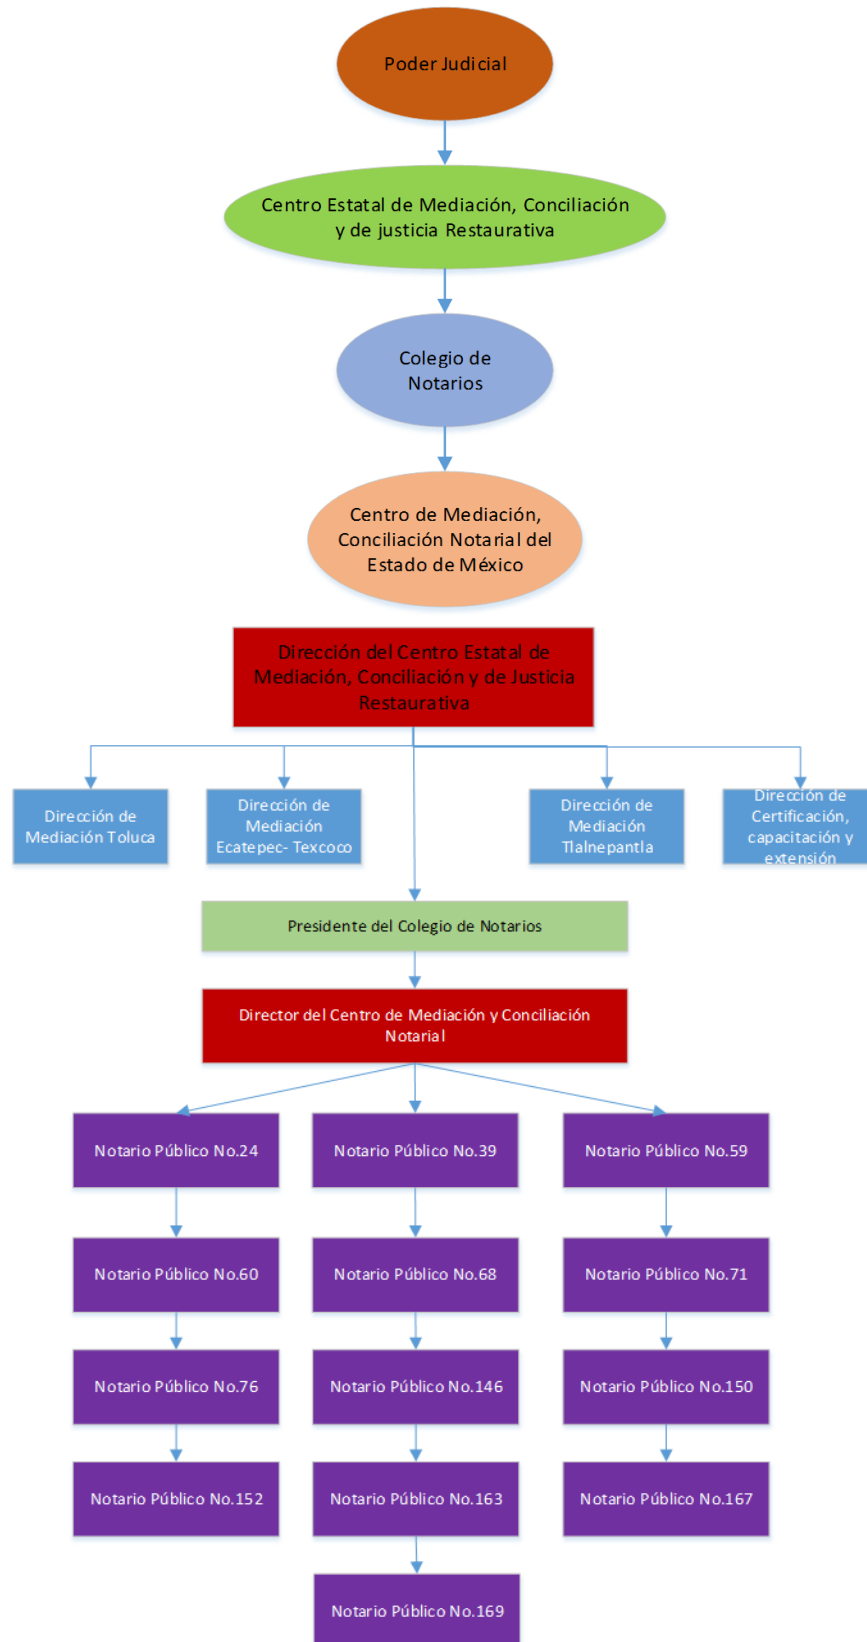 Poder Judicial
Centro Estatal de Mediación, Conciliación
y de justicia Restaurativa
Colegio de
Notarios
Centro de Mediación,
Conciliación Notarial del
Estado de México
Dirección del Centro Estatal de
Mediación, Conciliación y de Justicia
Restaurativa
Dirección de
Mediación Toluca
Dirección de
Mediación
Ecatepec- Texcoco
Dirección de
Mediación
Tlalnepantla
Dirección de
Certificación,
capacitación y
extensión
Presidente del Colegio de Notarios
Director del Centro de Mediación y Conciliación
Notarial
Notario Público No.24
Notario Público No.39
Notario Público No.59
Notario Público No.60
Notario Público No.68
Notario Público No.71
Notario Público No.76
Notario Público No.146
Notario Público No.150
Notario Público No.152
Notario Público No.163
Notario Público No.167
Notario Público No.169